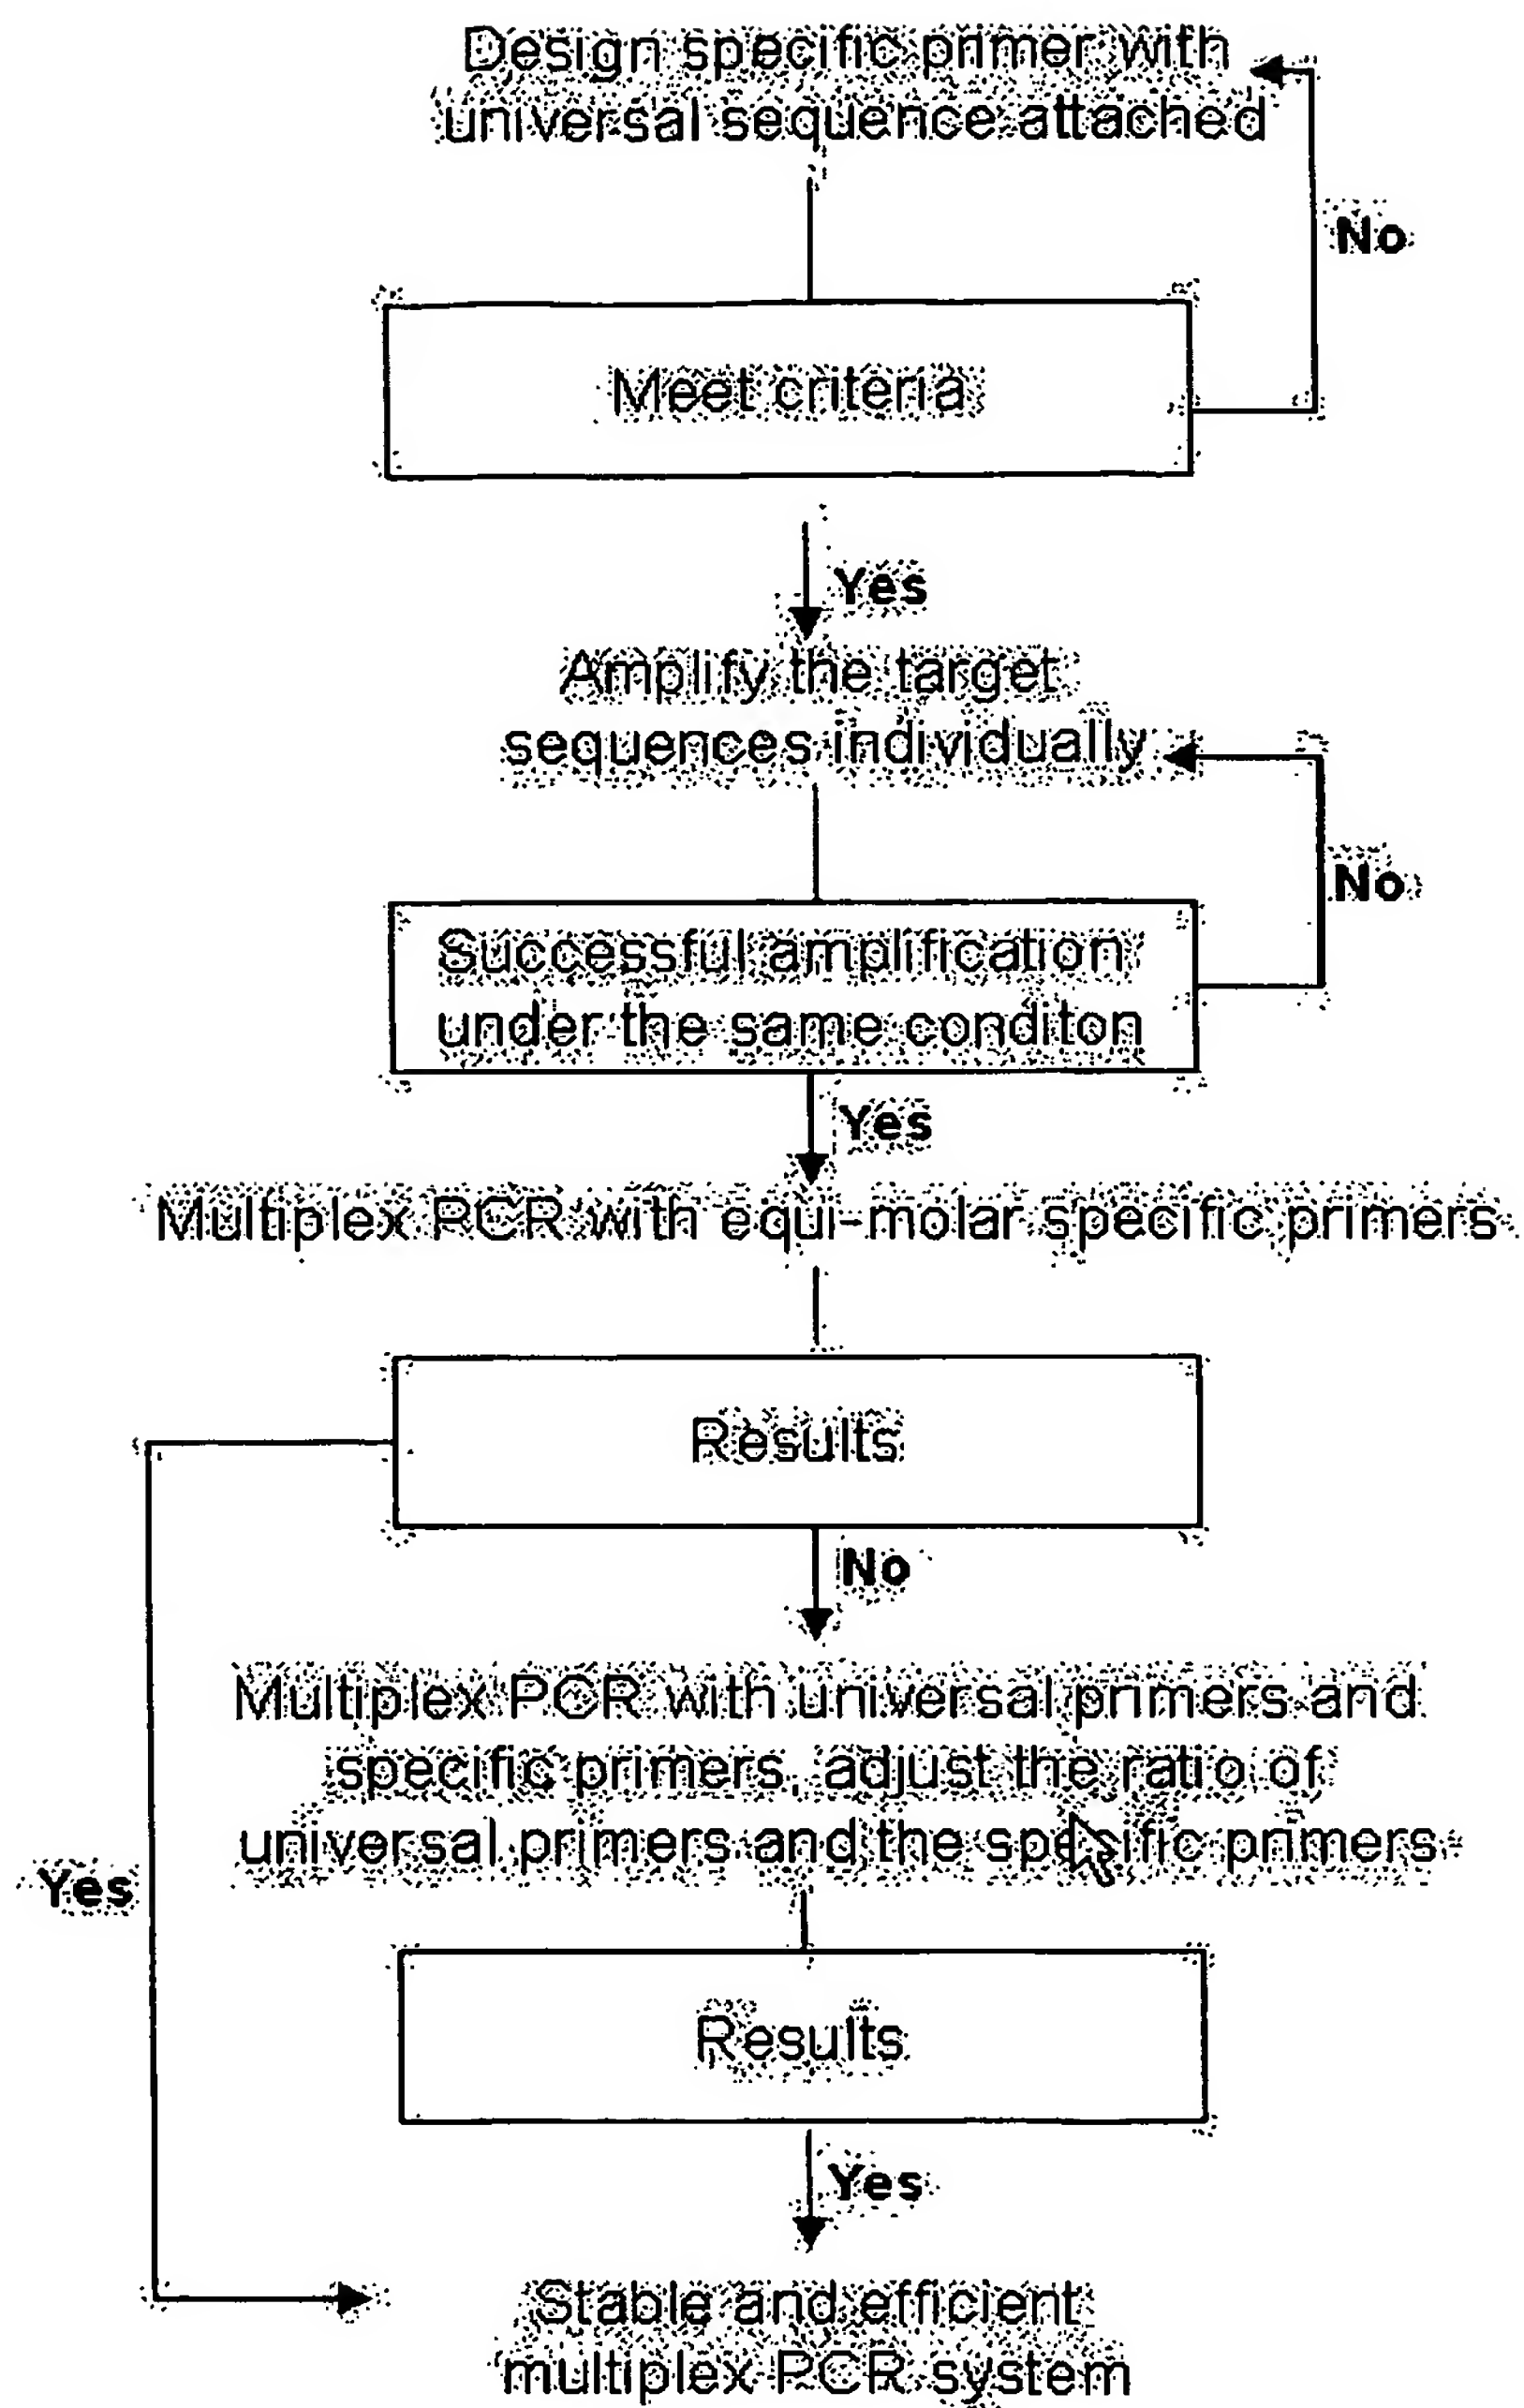 Design specific primer with
universal sequence attached
No
Meet criteria
Yes
Amplify the target
sequences individually
No
Successful amplification
under the same conditon
Yes
Multiplex PCR with equi-molar specific primers
Results
No
Multiplex PCR with universal primers and
specific primers, adjust the ratio of
universal primers and the specific primers
Yes
Results
Yes
Stable and efficient
multiplex PCR system